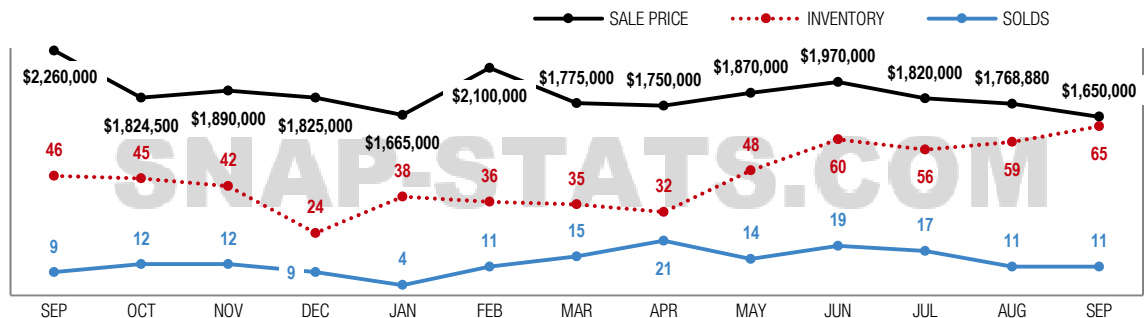 SALE PRICE INVENTORY SOLDS
$2,260,000 $1,824,500 $1,890,000 $1,825,000 $1,665,000 $2,100,000 $1,775,000 $1,750,000 $1,870,000 $1,970,000 $1,820,000 $1,768,880 $1,650,000
SNAP-STATS.COM
46 45 42 24 38 36 35 32 48 60 56 59 65
9 12 12 9 4 11 15 21 14 19 17 11 11
SEP OCT NOV DEC JAN FEB MAR APR MAY JUN JUL AUG SEP